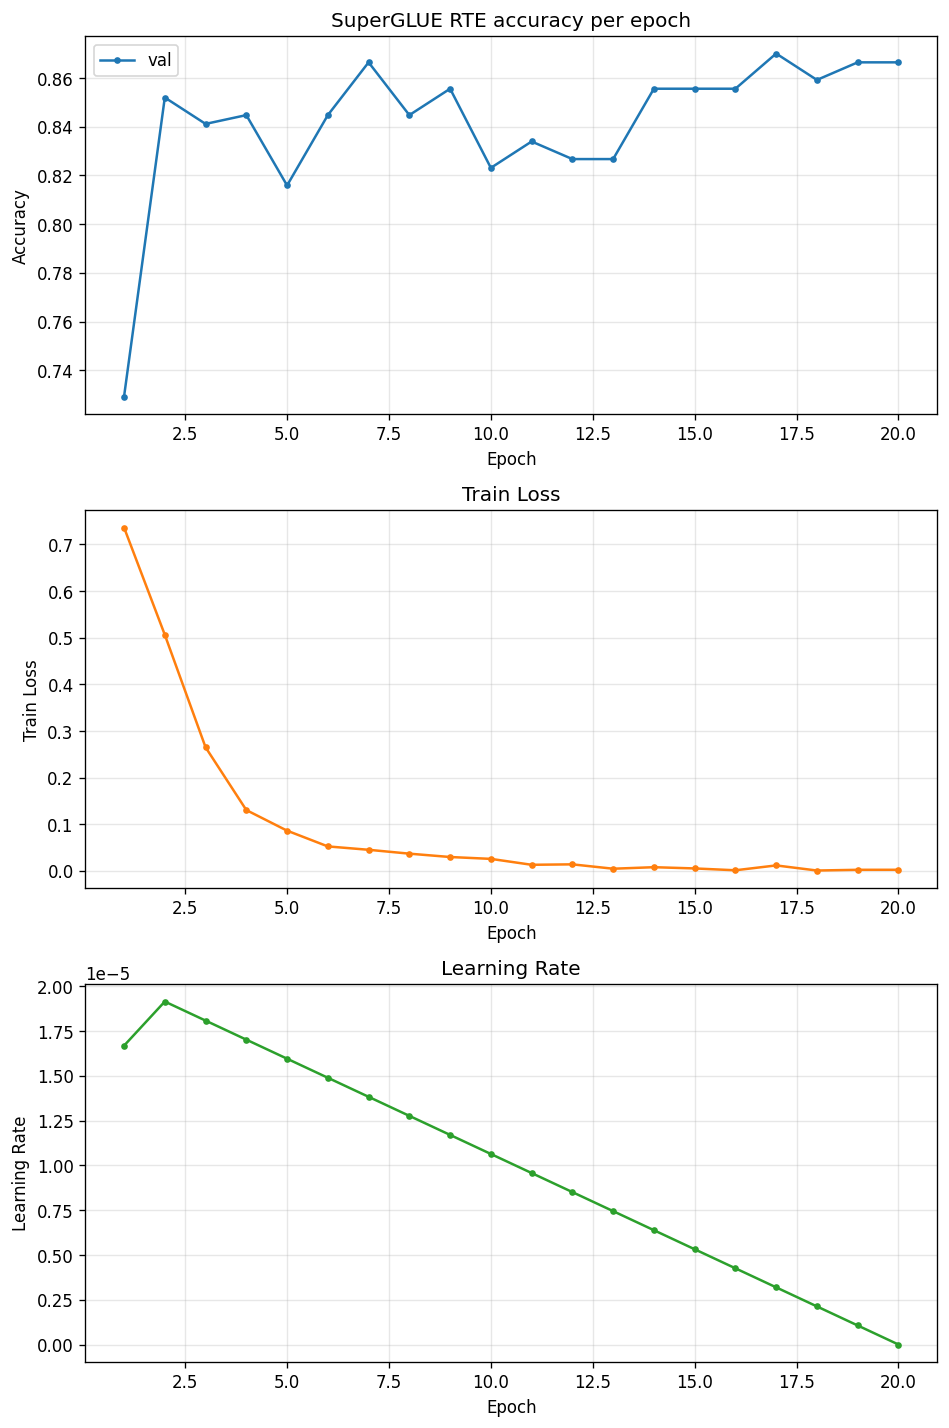 SuperGLUE RTE accuracy per epoch
val
Accuracy
0.86
0.84
0.82
0.80
0.78
0.76
0.74
2.5 5.0 7.5 10.0 12.5 15.0 17.5 20.0
Epoch
Train Loss
Train Loss
0.7
0.6
0.5
0.4
0.3
0.2
0.1
0.0
2.5 5.0 7.5 10.0 12.5 15.0 17.5 20.0
Epoch
1e−5
Learning Rate
Learning Rate
2.00
1.75
1.50
1.25
1.00
0.75
0.50
0.25
0.00
2.5 5.0 7.5 10.0 12.5 15.0 17.5 20.0
Epoch